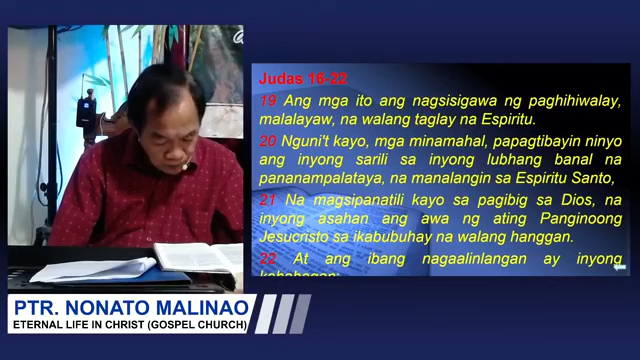 Judas 16-22
19 Ang mga ito ang nagsisigawa ng paghihiwalay,
malalayaw, na walang taglay na Espiritu.
20 Nguni't kayo, mga minamahal, papagtibayin ninyo
ang inyong sarili sa inyong lubhang banal na
pananampalataya, na manalangin sa Espiritu Santo,
21 Na magsipanatili kayo sa pagibig sa Dios, na
inyong asahan ang awa ng ating Panginoong
Jesucristo sa ikabubuhay na walang hanggan.
22 At ang ibang nagaalinlangan ay inyong
PTR. NONATO MALINAO
ETERNAL LIFE IN CHRIST (GOSPEL CHURCH)